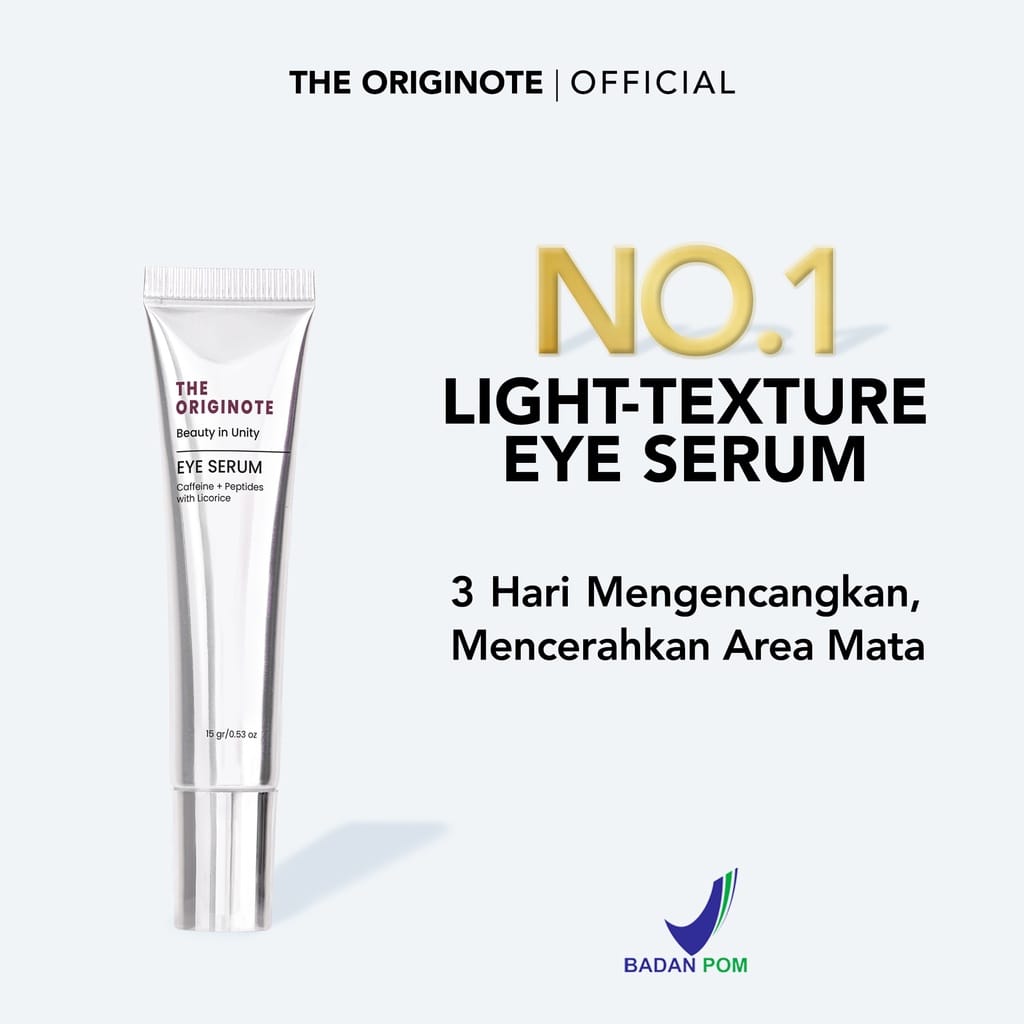 THE ORIGINOTE | OFFICIAL
NO.1
LIGHT-TEXTURE
EYE SERUM
3 Hari Mengencangkan,
Mencerahkan Area Mata
THE
ORIGINOTE
Beauty in Unity
EYE SERUM
Caffeine + Peptides
with Licorice
15 gr/0.53 oz
BADAN POM